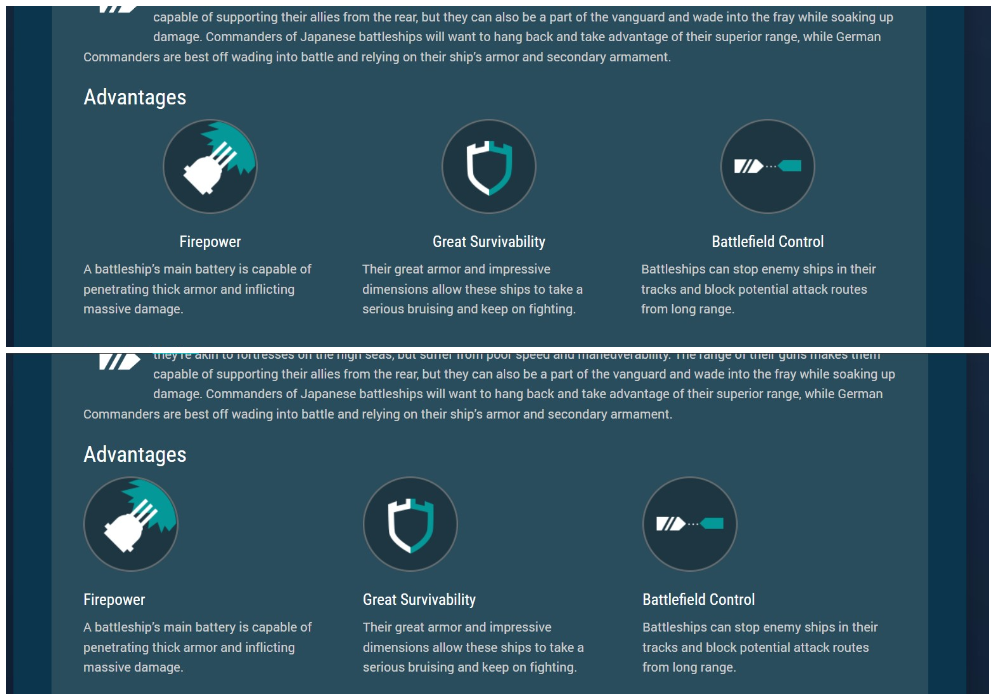 capable of supporting their allies from the rear, but they can also be a part of the vanguard and wade into the fray while soaking up
damage. Commanders of Japanese battleships will want to hang back and take advantage of their superior range, while German
Commanders are best off wading into battle and relying on their ship's armor and secondary armament.
Advantages
Firepower
A battleship's main battery is capable of
penetrating thick armor and inflicting
massive damage.
Great Survivability
Their great armor and impressive
dimensions allow these ships to take a
serious bruising and keep on fighting.
Battlefield Control
Battleships can stop enemy ships in their
tracks and block potential attack routes
from long range.
they're akin to fortresses on the high seas, but suffer from poor speed and maneuverability. The range of their guns makes them
capable of supporting their allies from the rear, but they can also be a part of the vanguard and wade into the fray while soaking up
damage. Commanders of Japanese battleships will want to hang back and take advantage of their superior range, while German
Commanders are best off wading into battle and relying on their ship's armor and secondary armament.
Advantages
Firepower
A battleship's main battery is capable of
penetrating thick armor and inflicting
massive damage.
Great Survivability
Their great armor and impressive
dimensions allow these ships to take a
serious bruising and keep on fighting.
Battlefield Control
Battleships can stop enemy ships in their
tracks and block potential attack routes
from long range.